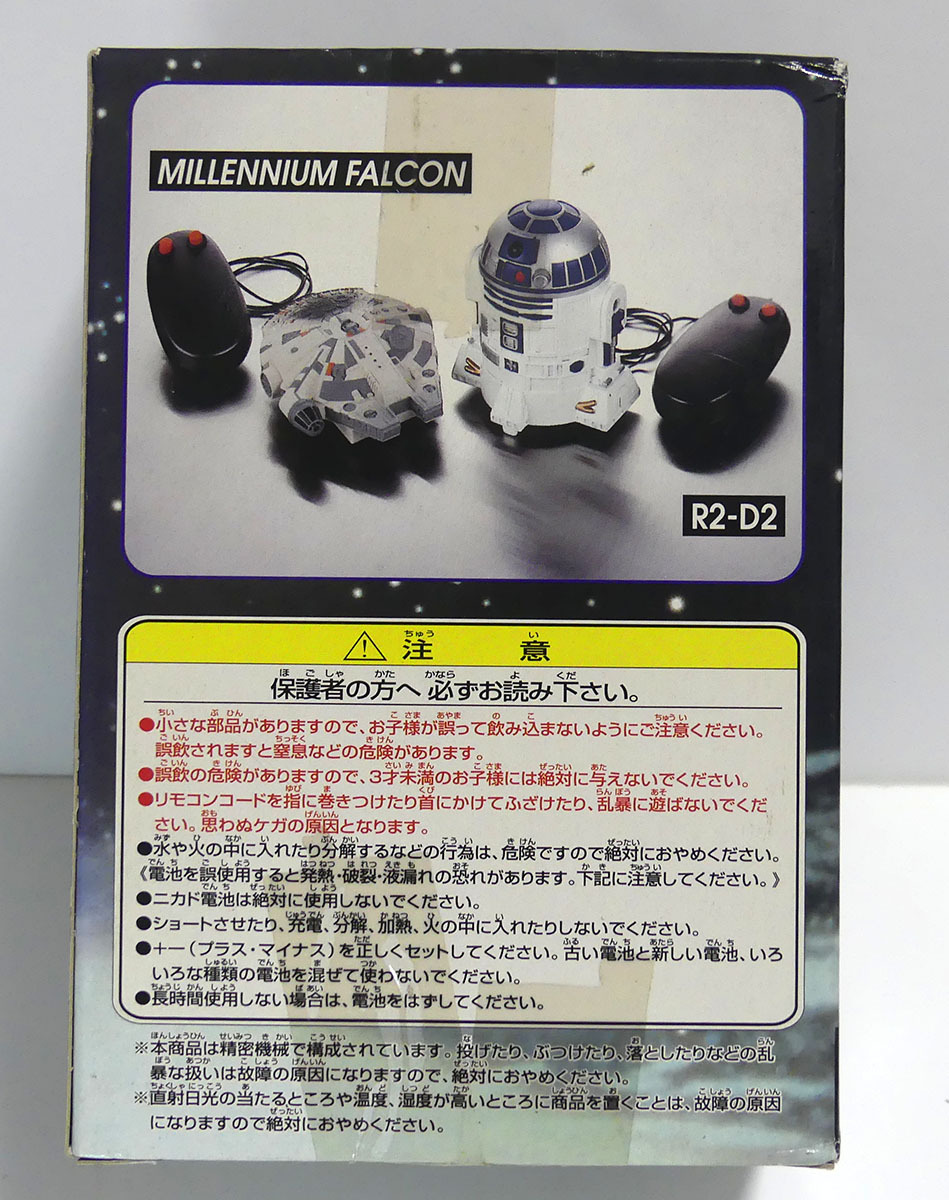 MILLENNIUM FALCON
R2-D2
注意
保護者の方へ 必ずお読み下さい。
●小さな部品がありますので、お子様が誤って飲み込まないようにご注意ください。
誤飲されますと窒息などの危険があります。
●誤飲の危険がありますので、3才未満のお子様には絶対に与えないでください。
●リモコンコードを指に巻きつけたり首にかけてふざけたり、乱暴に遊ばないでくだ
さい。思わぬケガの原因となります。
●水や火の中に入れたり分解するなどの行為は、危険ですので絶対におやめください。
《電池を誤使用すると発熱・破裂・液漏れの恐れがあります。下記に注意してください。》
●ニカド電池は絶対に使用しないでください。
●ショートさせたり、充電、分解、加熱、火の中に入れたりしないでください。
●+−(プラス・マイナス)を正しくセットしてください。古い電池と新しい電池、いろ
いろな種類の電池を混ぜて使わないでください。
●長時間使用しない場合は、電池をはずしてください。
※本商品は精密機械で構成されています。投げたり、ぶつけたり、落としたりなどの乱
暴な扱いは故障の原因になりますので、絶対におやめください。
※直射日光の当たるところや温度、湿度が高いところに商品を置くことは、故障の原因
になりますので絶対におやめください。